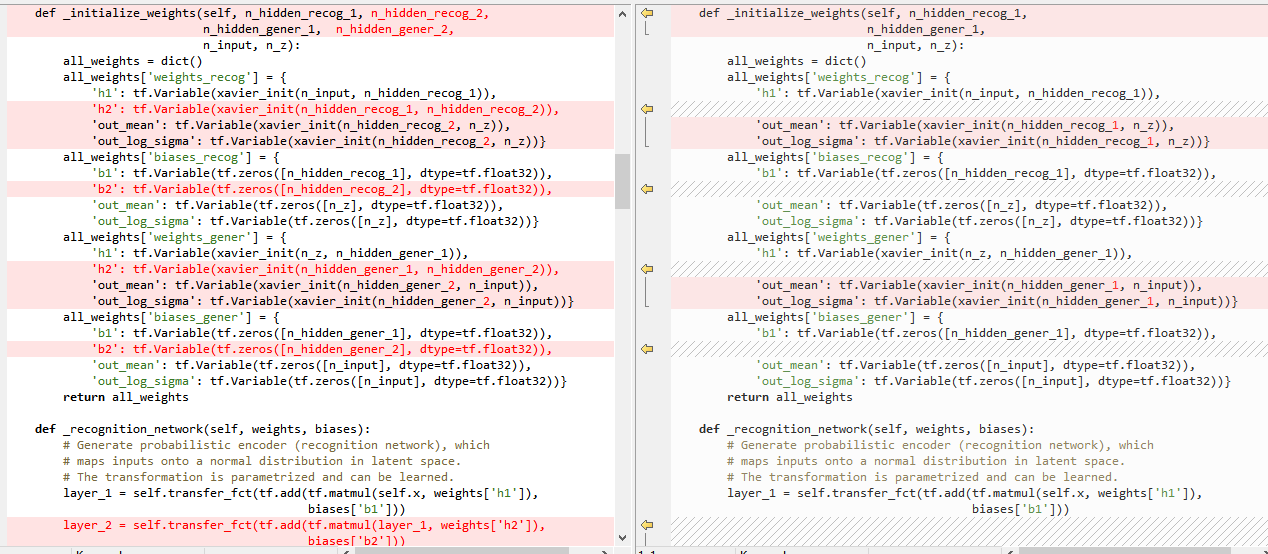 def _initialize_weights(self, n_hidden_recog_1, n_hidden_recog_2,
                        n_hidden_gener_1,  n_hidden_gener_2,
                        n_input, n_z):
    all_weights = dict()
    all_weights['weights_recog'] = {
        'h1': tf.Variable(xavier_init(n_input, n_hidden_recog_1)),
        'h2': tf.Variable(xavier_init(n_hidden_recog_1, n_hidden_recog_2)),
        'out_mean': tf.Variable(xavier_init(n_hidden_recog_2, n_z)),
        'out_log_sigma': tf.Variable(xavier_init(n_hidden_recog_2, n_z))}
    all_weights['biases_recog'] = {
        'b1': tf.Variable(tf.zeros([n_hidden_recog_1], dtype=tf.float32)),
        'b2': tf.Variable(tf.zeros([n_hidden_recog_2], dtype=tf.float32)),
        'out_mean': tf.Variable(tf.zeros([n_z], dtype=tf.float32)),
        'out_log_sigma': tf.Variable(tf.zeros([n_z], dtype=tf.float32))}
    all_weights['weights_gener'] = {
        'h1': tf.Variable(xavier_init(n_z, n_hidden_gener_1)),
        'h2': tf.Variable(xavier_init(n_hidden_gener_1, n_hidden_gener_2)),
        'out_mean': tf.Variable(xavier_init(n_hidden_gener_2, n_input)),
        'out_log_sigma': tf.Variable(xavier_init(n_hidden_gener_2, n_input))}
    all_weights['biases_gener'] = {
        'b1': tf.Variable(tf.zeros([n_hidden_gener_1], dtype=tf.float32)),
        'b2': tf.Variable(tf.zeros([n_hidden_gener_2], dtype=tf.float32)),
        'out_mean': tf.Variable(tf.zeros([n_input], dtype=tf.float32)),
        'out_log_sigma': tf.Variable(tf.zeros([n_input], dtype=tf.float32))}
    return all_weights

def _recognition_network(self, weights, biases):
    # Generate probabilistic encoder (recognition network), which
    # maps inputs onto a normal distribution in latent space.
    # The transformation is parametrized and can be learned.
    layer_1 = self.transfer_fct(tf.add(tf.matmul(self.x, weights['h1']),
                                       biases['b1']))
    layer_2 = self.transfer_fct(tf.add(tf.matmul(layer_1, weights['h2']),
                                       biases['b2']))
def _initialize_weights(self, n_hidden_recog_1,
                        n_hidden_gener_1,
                        n_input, n_z):
    all_weights = dict()
    all_weights['weights_recog'] = {
        'h1': tf.Variable(xavier_init(n_input, n_hidden_recog_1)),
        'out_mean': tf.Variable(xavier_init(n_hidden_recog_1, n_z)),
        'out_log_sigma': tf.Variable(xavier_init(n_hidden_recog_1, n_z))}
    all_weights['biases_recog'] = {
        'b1': tf.Variable(tf.zeros([n_hidden_recog_1], dtype=tf.float32)),
        'out_mean': tf.Variable(tf.zeros([n_z], dtype=tf.float32)),
        'out_log_sigma': tf.Variable(tf.zeros([n_z], dtype=tf.float32))}
    all_weights['weights_gener'] = {
        'h1': tf.Variable(xavier_init(n_z, n_hidden_gener_1)),
        'out_mean': tf.Variable(xavier_init(n_hidden_gener_1, n_input)),
        'out_log_sigma': tf.Variable(xavier_init(n_hidden_gener_1, n_input))}
    all_weights['biases_gener'] = {
        'b1': tf.Variable(tf.zeros([n_hidden_gener_1], dtype=tf.float32)),
        'out_mean': tf.Variable(tf.zeros([n_input], dtype=tf.float32)),
        'out_log_sigma': tf.Variable(tf.zeros([n_input], dtype=tf.float32))}
    return all_weights

def _recognition_network(self, weights, biases):
    # Generate probabilistic encoder (recognition network), which
    # maps inputs onto a normal distribution in latent space.
    # The transformation is parametrized and can be learned.
    layer_1 = self.transfer_fct(tf.add(tf.matmul(self.x, weights['h1']),
                                       biases['b1']))